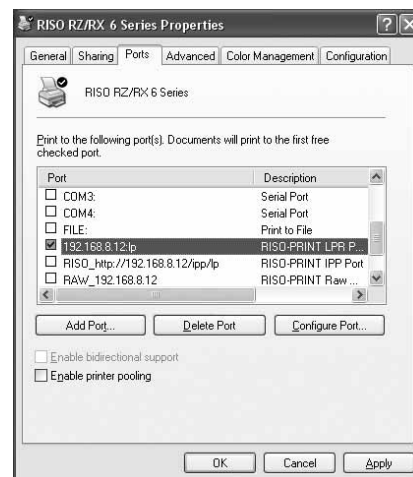 RISO RZ/RX 6 Series Properties
General Sharing Ports Advanced Color Management Configuration
RISO RZ/RX 6 Series
Print to the following port(s). Documents will print to the first free
checked port.
Port Description
COM3: Serial Port
COM4: Serial Port
FILE: Print to File
192.168.8.12:lp RISO-PRINT LPR P...
RISO_http://192.168.8.12/ipp/lp RISO-PRINT IPP Port
RAW_192.168.8.12 RISO-PRINT Raw ...
Add Port... Delete Port Configure Port...
Enable bidirectional support
Enable printer pooling
OK Cancel Apply